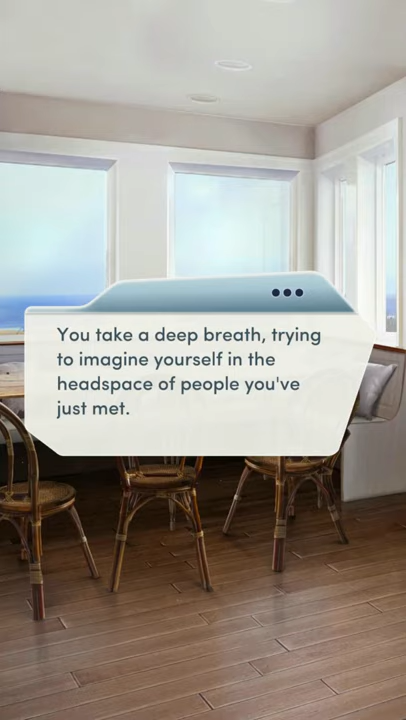 You take a deep breath, trying
to imagine yourself in the
headspace of people you've
just met.